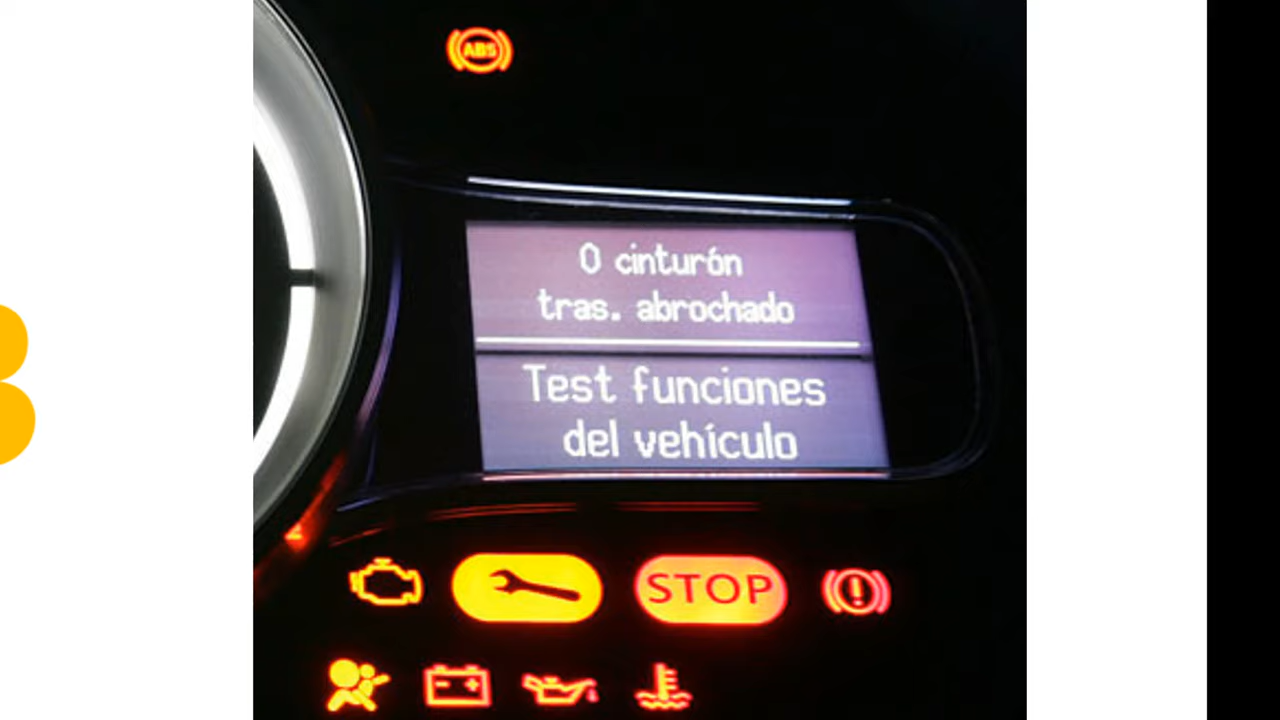 ABS
0 cinturón
tras. abrochado
Test funciones
del vehículo
STOP